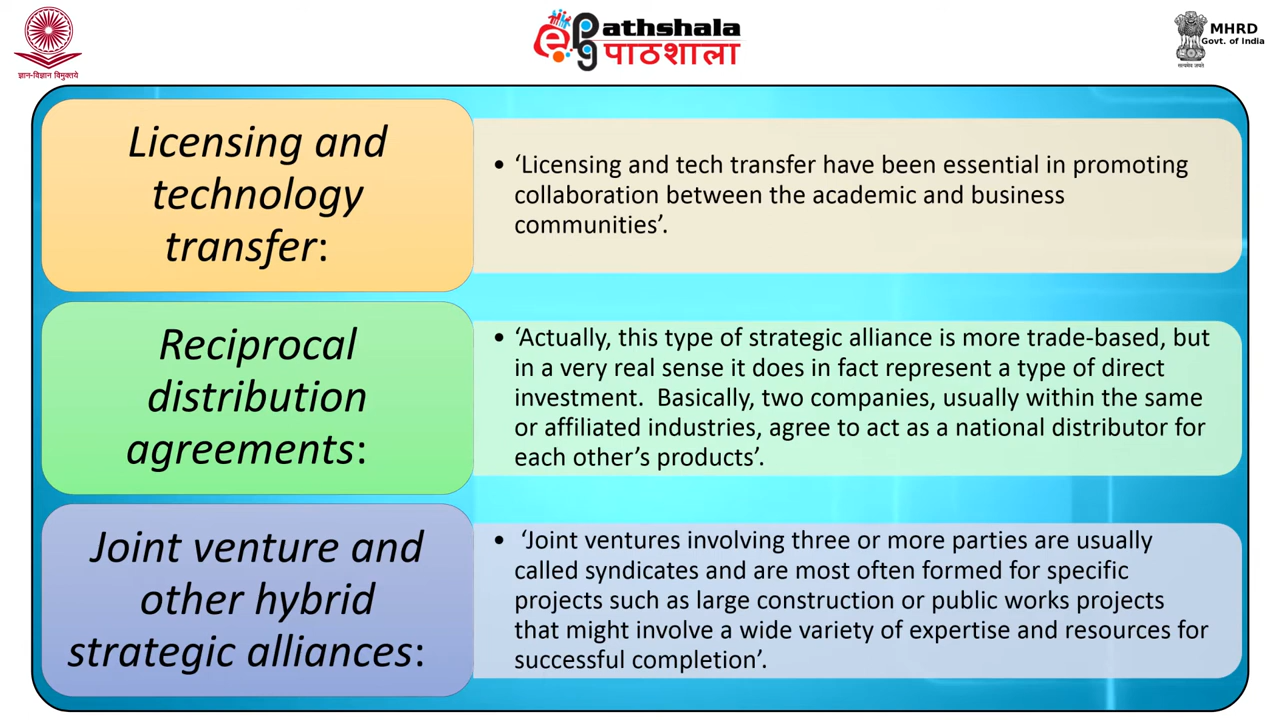 ज्ञान-विज्ञान विमुक्तये
ePG Pathshala
पाठशाला
MHRD
Govt. of India
सत्यमेव जयते
Licensing and
technology
transfer:
• ‘Licensing and tech transfer have been essential in promoting
collaboration between the academic and business
communities’.
Reciprocal
distribution
agreements:
• ‘Actually, this type of strategic alliance is more trade-based, but
in a very real sense it does in fact represent a type of direct
investment.  Basically, two companies, usually within the same
or affiliated industries, agree to act as a national distributor for
each other’s products’.
Joint venture and
other hybrid
strategic alliances:
• ‘Joint ventures involving three or more parties are usually
called syndicates and are most often formed for specific
projects such as large construction or public works projects
that might involve a wide variety of expertise and resources for
successful completion’.